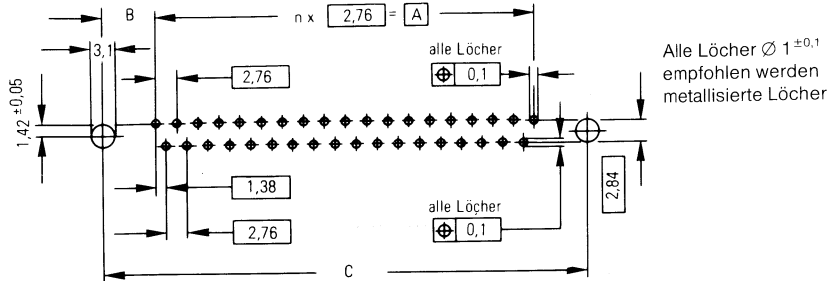 B
n x 2,76 = A
3,1
alle Löcher
⌖ 0,1
2,76
Alle Löcher Ø 1 ±0,1
empfohlen werden
metallisierte Löcher
1,42 ±0,05
1,38
2,84
2,76
alle Löcher
⌖ 0,1
C